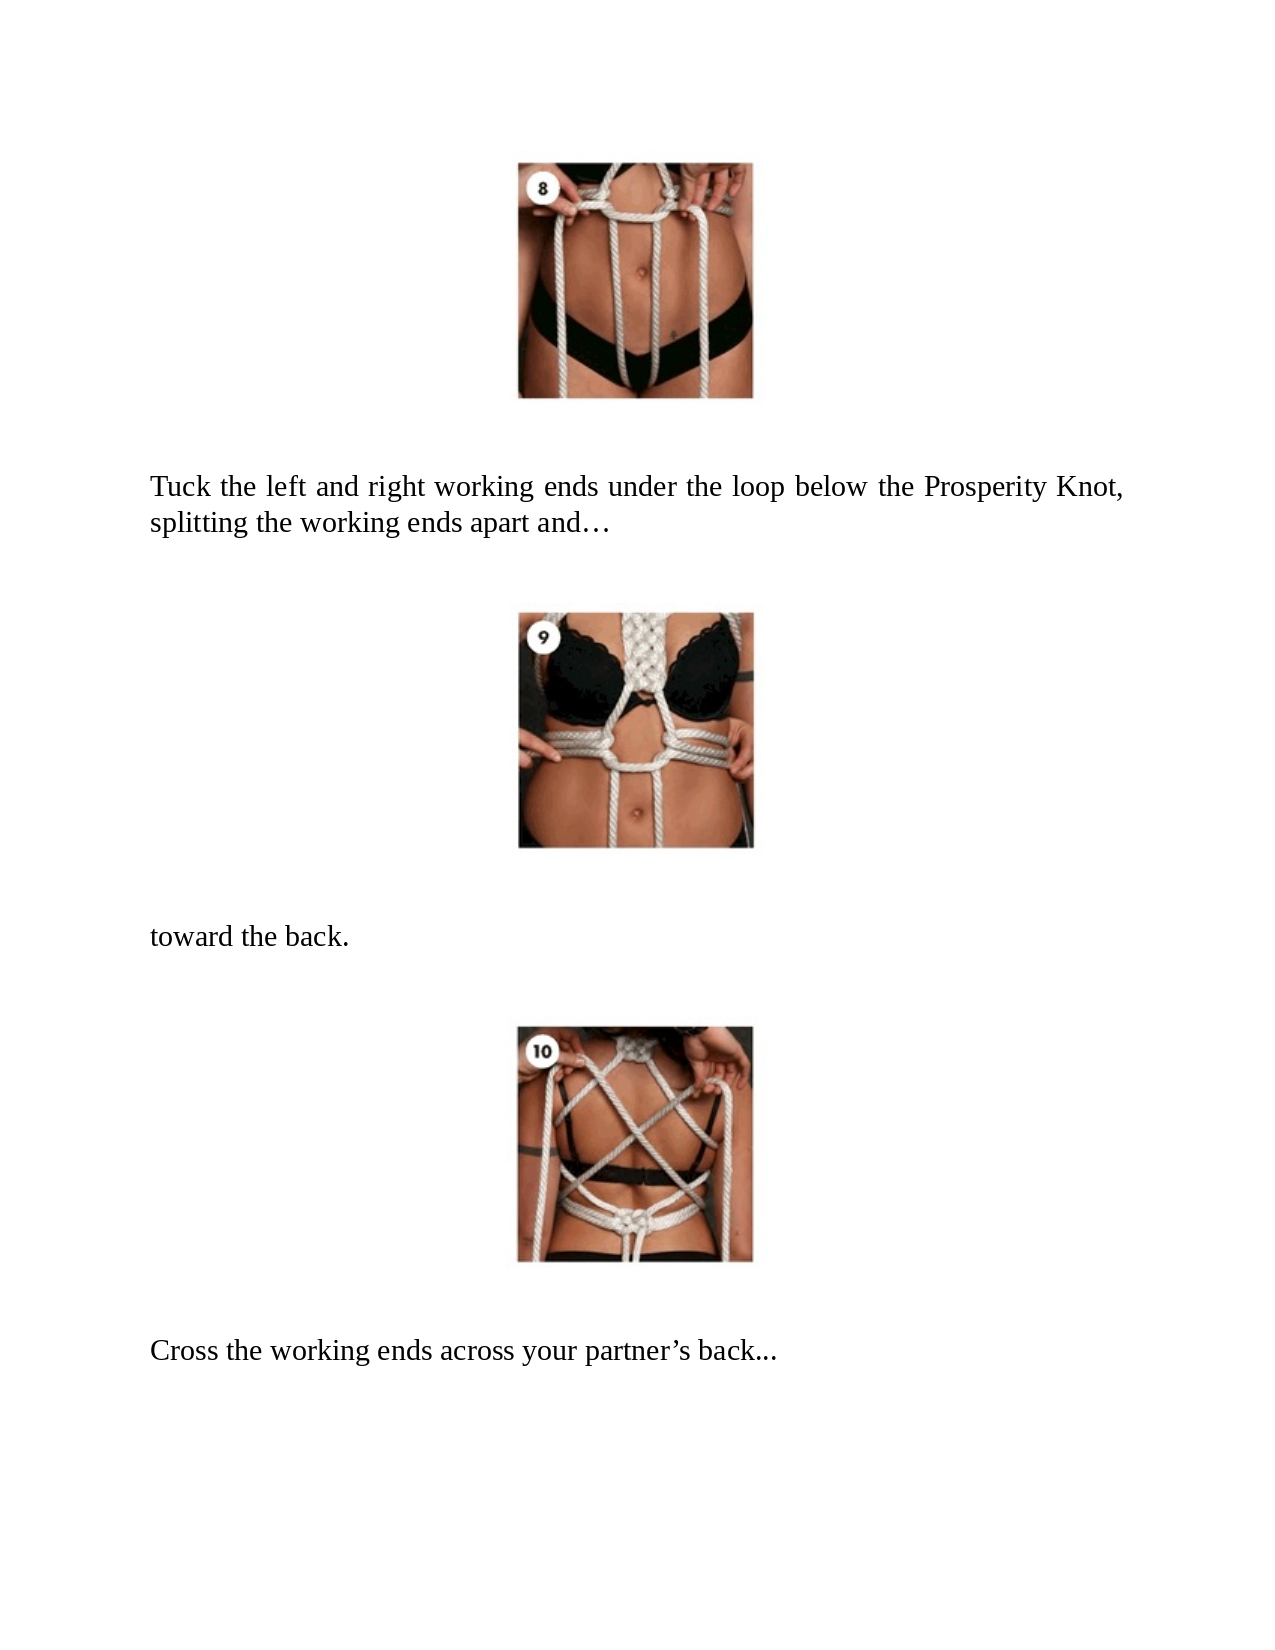 8
Tuck the left and right working ends under the loop below the Prosperity Knot,
splitting the working ends apart and…
9
toward the back.
10
Cross the working ends across your partner’s back...